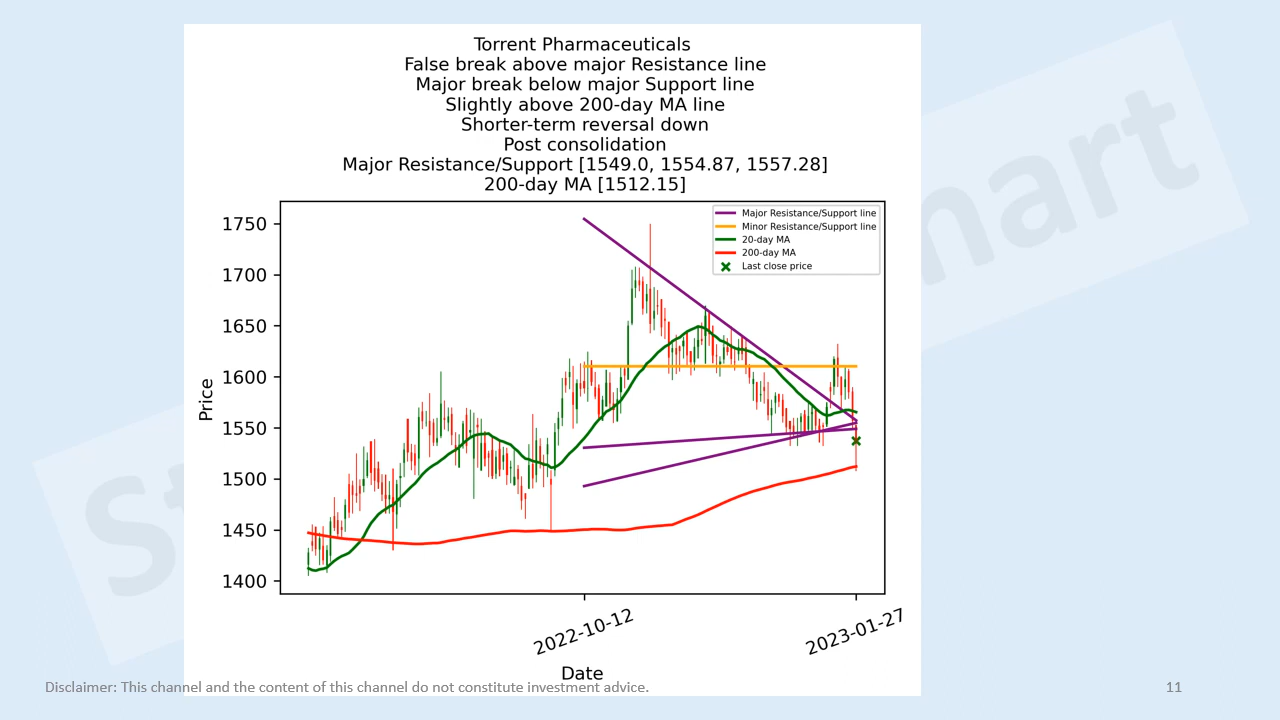 Torrent Pharmaceuticals
False break above major Resistance line
Major break below major Support line
Slightly above 200-day MA line
Shorter-term reversal down
Post consolidation
Major Resistance/Support [1549.0, 1554.87, 1557.28]
200-day MA [1512.15]
Major Resistance/Support line
Minor Resistance/Support line
20-day MA
200-day MA
Last close price
1750
1700
1650
1600
1550
1500
1450
1400
Price
2022-10-12
2023-01-27
Date
Disclaimer: This channel and the content of this channel do not constitute investment advice.
11